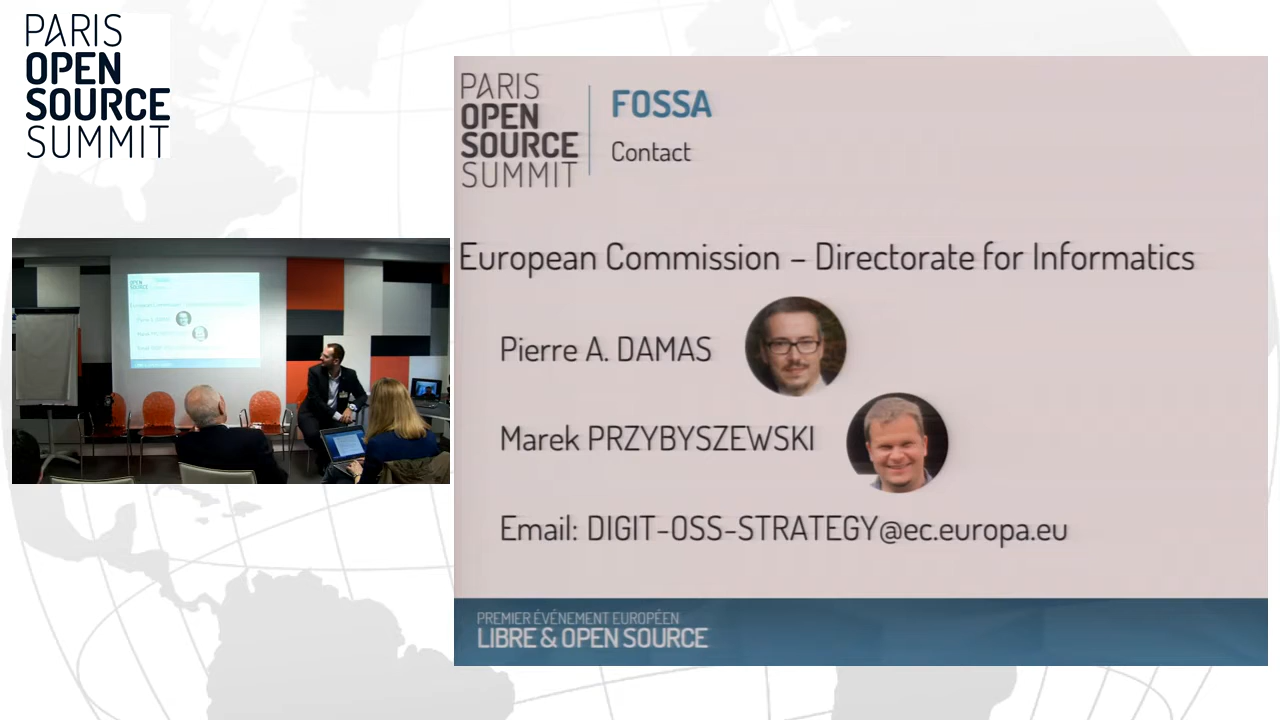 PARIS
OPEN
SOURCE
SUMMIT
PARIS
OPEN
SOURCE
SUMMIT
FOSSA
Contact
European Commission – Directorate for Informatics
Pierre A. DAMAS
Marek PRZYBYSZEWSKI
Email: DIGIT-OSS-STRATEGY@ec.europa.eu
PREMIER ÉVÉNEMENT EUROPÉEN
LIBRE & OPEN SOURCE